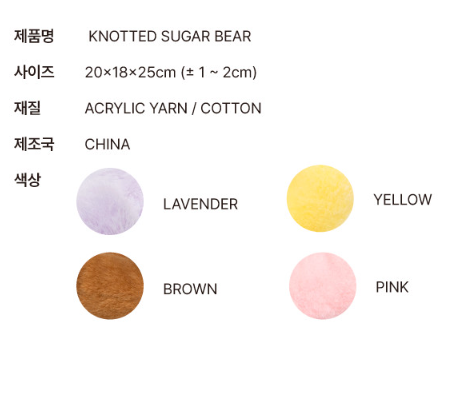 제품명 KNOTTED SUGAR BEAR
사이즈 20×18×25cm (± 1 ~ 2cm)
재질 ACRYLIC YARN / COTTON
제조국 CHINA
색상
LAVENDER YELLOW
BROWN PINK